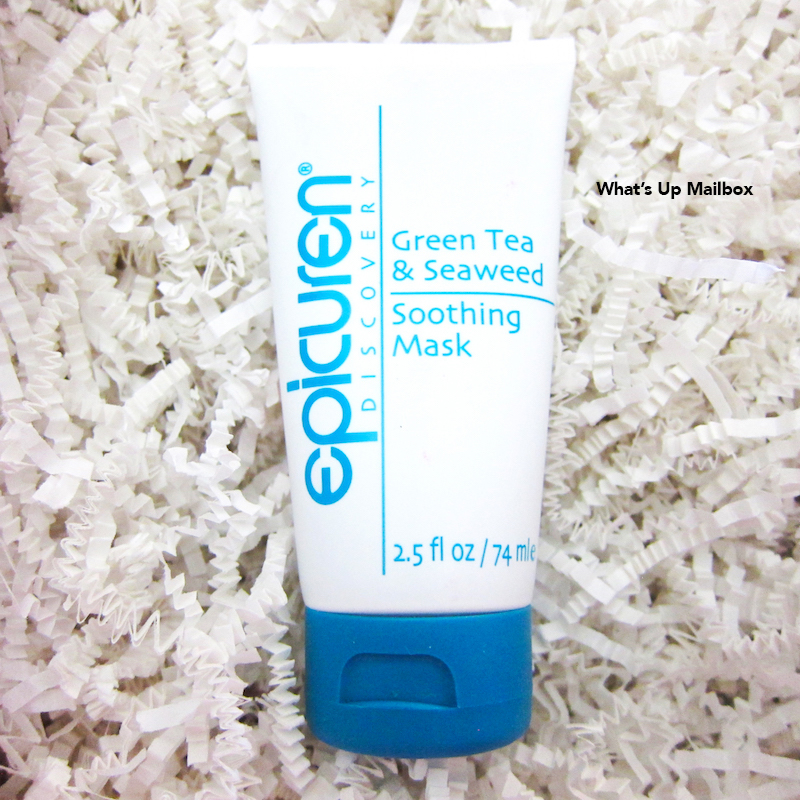 epicuren®
DISCOVERY
Green Tea
& Seaweed
Soothing
Mask
2.5 fl oz / 74 ml e
What's Up Mailbox